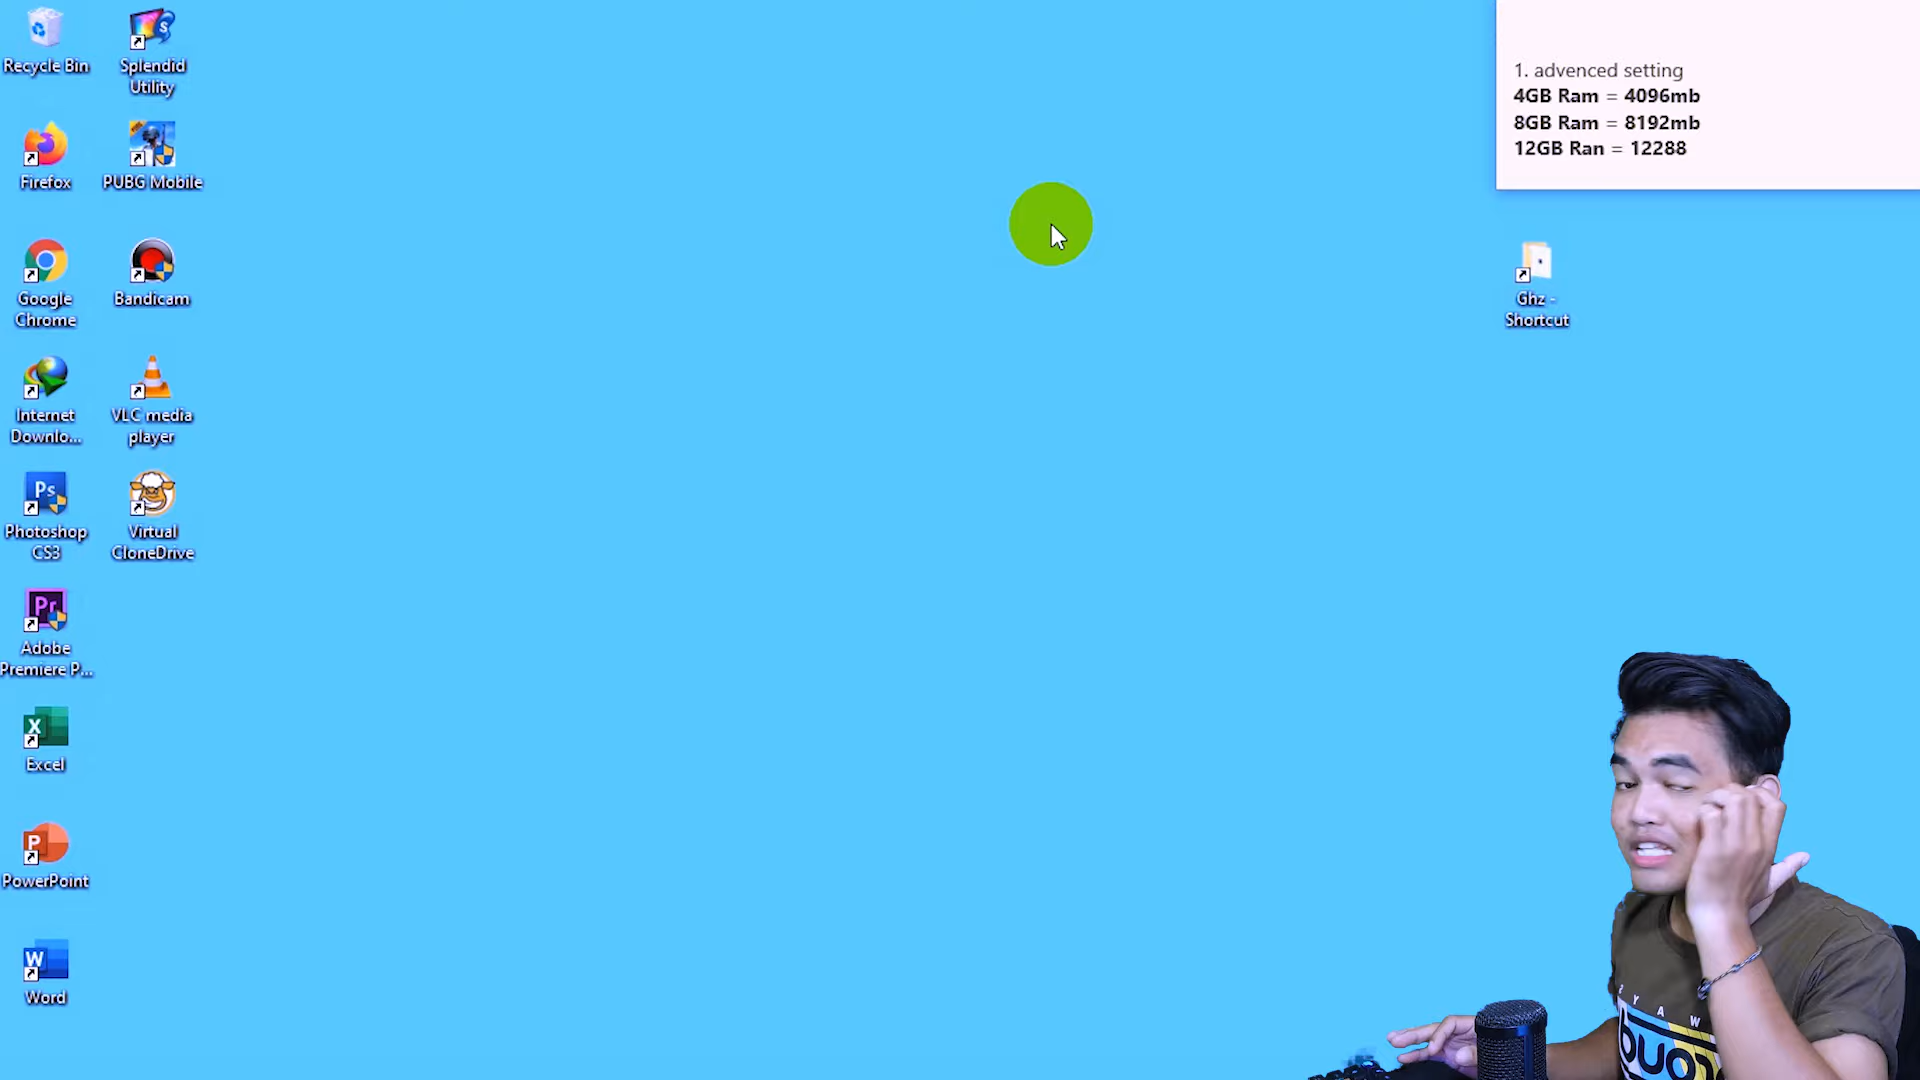 Recycle Bin
Splendid
Utility
Firefox
PUBG Mobile
Google
Chrome
Bandicam
Internet
Downlo...
VLC media
player
Ps
Photoshop
CS3
Virtual
CloneDrive
Pr
Adobe
Premiere P...
X
Excel
P
PowerPoint
W
Word
1. advenced setting
4GB Ram = 4096mb
8GB Ram = 8192mb
12GB Ran = 12288
Ghz -
Shortcut